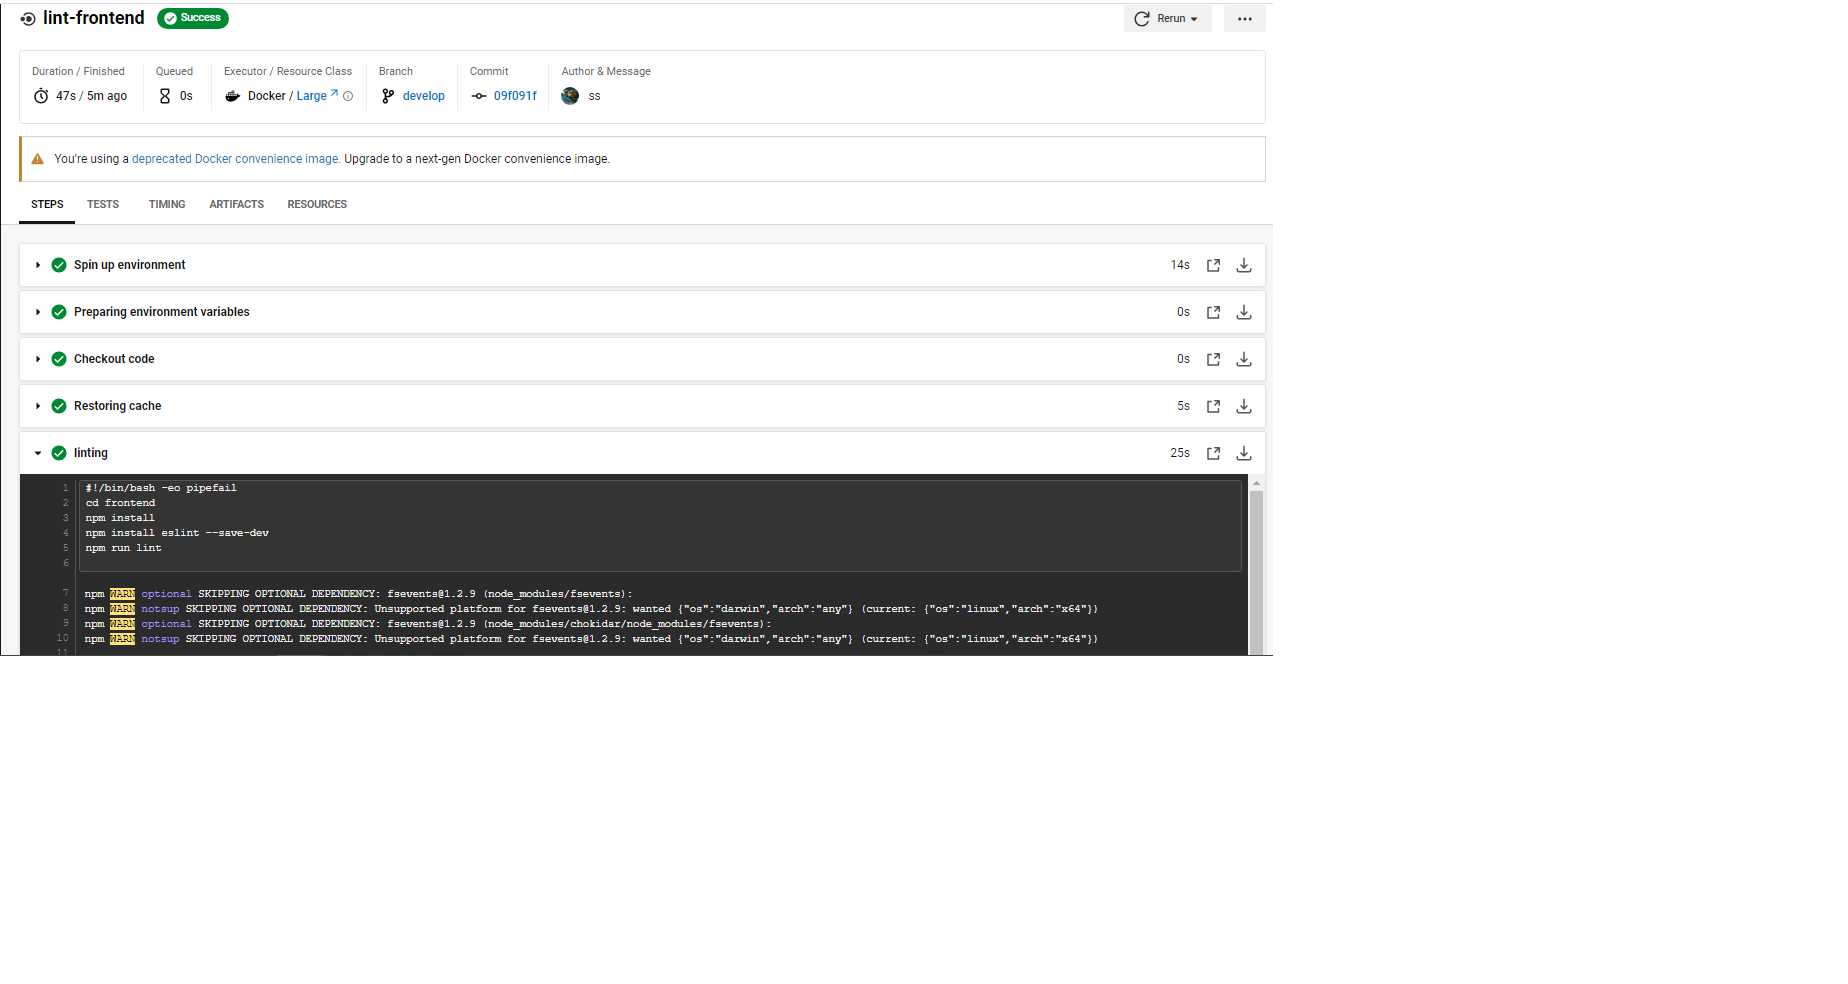 lint-frontend Success Rerun
Duration / Finished Queued Executor / Resource Class Branch Commit Author & Message
47s / 5m ago 0s Docker / Large develop 09f091f ss
You're using a deprecated Docker convenience image. Upgrade to a next-gen Docker convenience image.
STEPS TESTS TIMING ARTIFACTS RESOURCES
Spin up environment 14s
Preparing environment variables 0s
Checkout code 0s
Restoring cache 5s
linting 25s
1 #!/bin/bash -eo pipefail
2 cd frontend
3 npm install
4 npm install eslint --save-dev
5 npm run lint
6
7 npm WARN optional SKIPPING OPTIONAL DEPENDENCY: fsevents@1.2.9 (node_modules/fsevents):
8 npm WARN notsup SKIPPING OPTIONAL DEPENDENCY: Unsupported platform for fsevents@1.2.9: wanted {"os":"darwin","arch":"any"} (current: {"os":"linux","arch":"x64"})
9 npm WARN optional SKIPPING OPTIONAL DEPENDENCY: fsevents@1.2.9 (node_modules/chokidar/node_modules/fsevents):
10 npm WARN notsup SKIPPING OPTIONAL DEPENDENCY: Unsupported platform for fsevents@1.2.9: wanted {"os":"darwin","arch":"any"} (current: {"os":"linux","arch":"x64"})
11